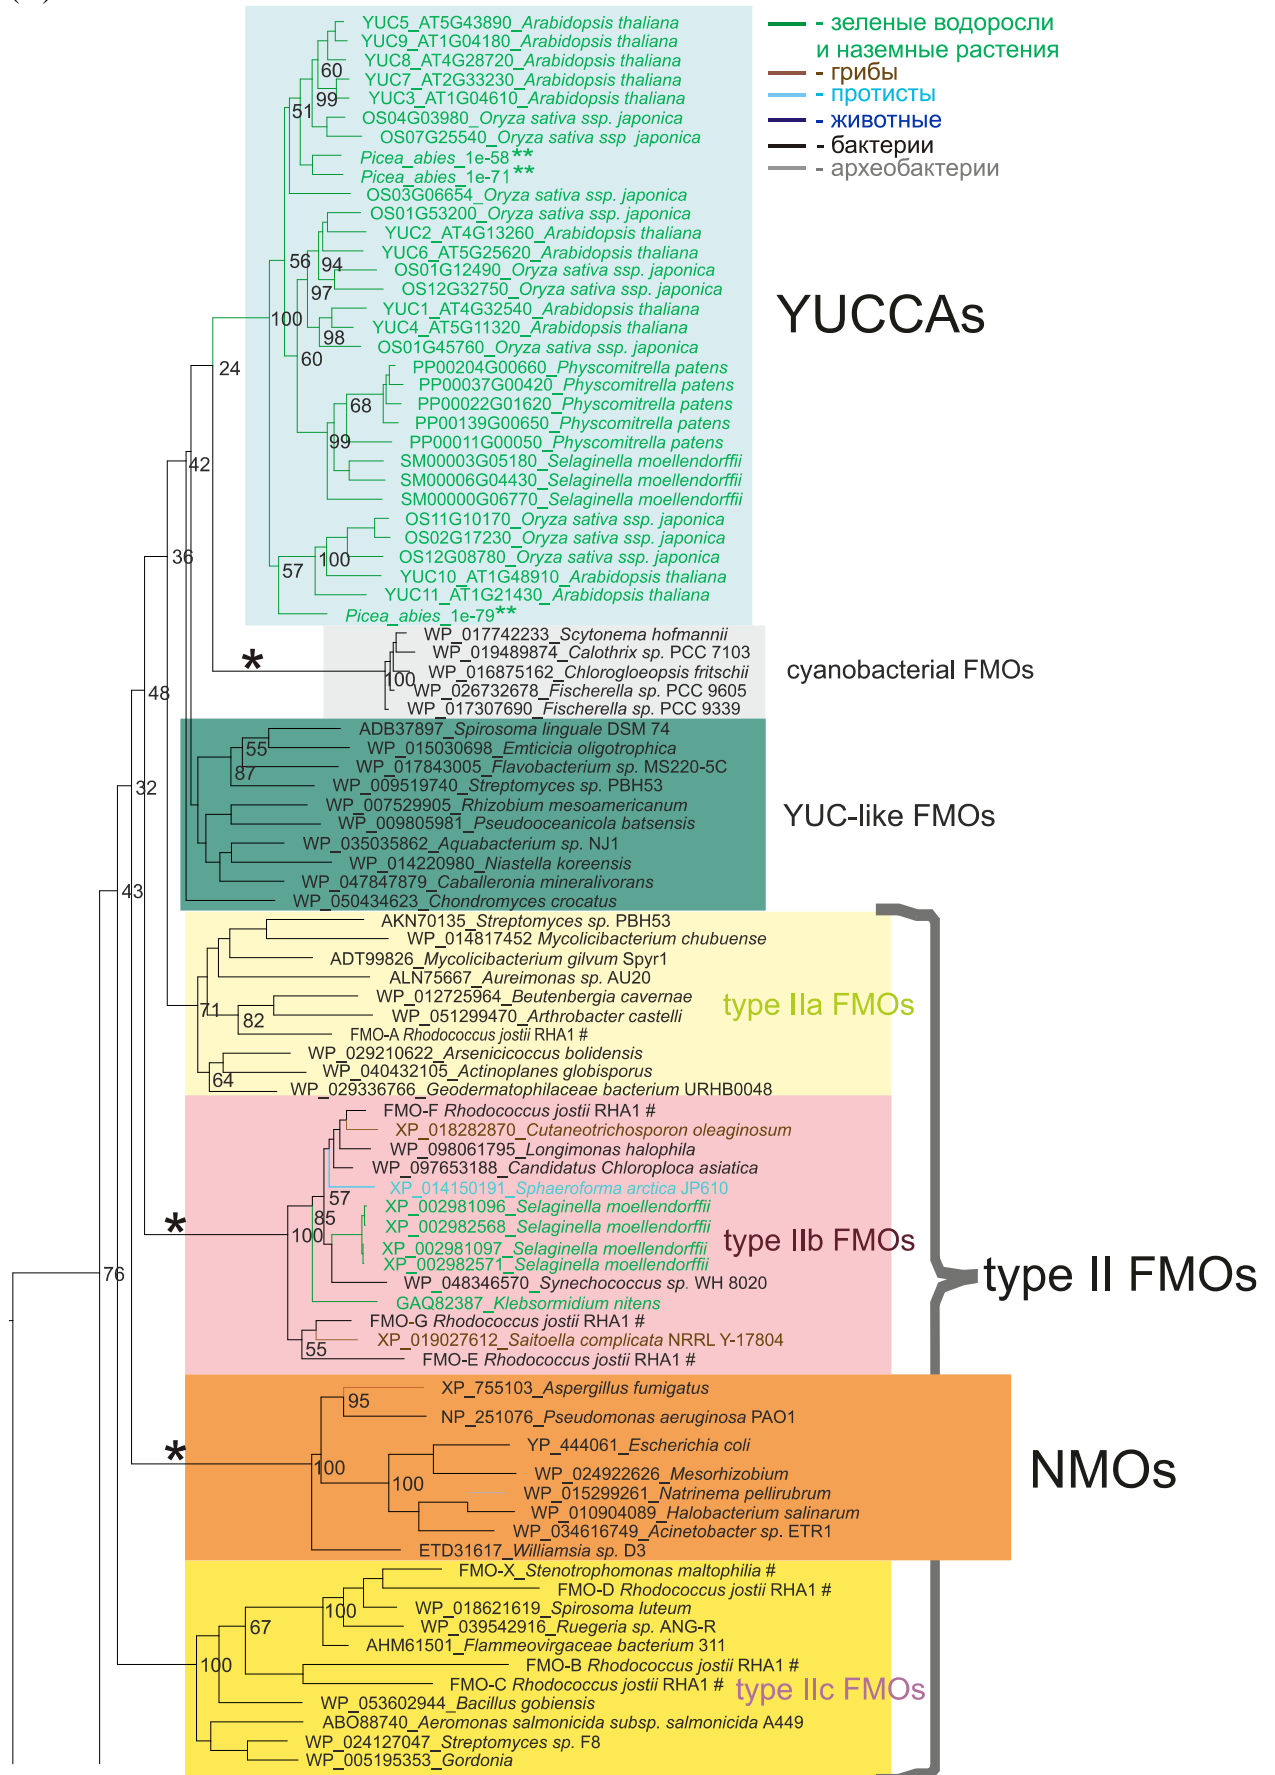 YUC5_AT5G43890_Arabidopsis thaliana
YUC9_AT1G04180_Arabidopsis thaliana
YUC8_AT4G28720_Arabidopsis thaliana
60
YUC7_AT2G33230_Arabidopsis thaliana
99
YUC3_AT1G04610_Arabidopsis thaliana
51
OS04G03980_Oryza sativa ssp. japonica
OS07G25540_Oryza sativa ssp japonica
Picea_abies_1e-58**
Picea_abies_1e-71**
OS03G06654_Oryza sativa ssp. japonica
OS01G53200_Oryza sativa ssp. japonica
YUC2_AT4G13260_Arabidopsis thaliana
YUC6_AT5G25620_Arabidopsis thaliana
56
94
OS01G12490_Oryza sativa ssp. japonica
97
OS12G32750_Oryza sativa ssp. japonica
YUC1_AT4G32540_Arabidopsis thaliana
100
YUC4_AT5G11320_Arabidopsis thaliana
98
OS01G45760_Oryza sativa ssp. japonica
60
24
PP00204G00660_Physcomitrella patens
PP00037G00420_Physcomitrella patens
68
PP00022G01620_Physcomitrella patens
PP00139G00650_Physcomitrella patens
99
PP00011G00050_Physcomitrella patens
42
SM00003G05180_Selaginella moellendorffii
SM00006G04430_Selaginella moellendorffii
SM00000G06770_Selaginella moellendorffii
OS11G10170_Oryza sativa ssp. japonica
OS02G17230_Oryza sativa ssp. japonica
36
100
OS12G08780_Oryza sativa ssp. japonica
57
YUC10_AT1G48910_Arabidopsis thaliana
YUC11_AT1G21430_Arabidopsis thaliana
Picea_abies_1e-79**
- зеленые водоросли
и наземные растения
- грибы
- протисты
- животные
- бактерии
- археобактерии
YUCCAs
WP_017742233_Scytonema hofmannii
WP_019489874_Calothrix sp. PCC 7103
*
WP_016875162_Chlorogloeopsis fritschii
100
WP_026732678_Fischerella sp. PCC 9605
WP_017307690_Fischerella sp. PCC 9339
cyanobacterial FMOs
48
ADB37897_Spirosoma linguale DSM 74
55
WP_015030698_Emticicia oligotrophica
87
WP_017843005_Flavobacterium sp. MS220-5C
32
WP_009519740_Streptomyces sp. PBH53
WP_007529905_Rhizobium mesoamericanum
WP_009805981_Pseudooceanicola batsensis
WP_035035862_Aquabacterium sp. NJ1
WP_014220980_Niastella koreensis
WP_047847879_Caballeronia mineralivorans
WP_050434623_Chondromyces crocatus
YUC-like FMOs
43
AKN70135_Streptomyces sp. PBH53
WP_014817452 Mycolicibacterium chubuense
ADT99826_Mycolicibacterium gilvum Spyr1
ALN75667_Aureimonas sp. AU20
WP_012725964_Beutenbergia cavernae
71
82
WP_051299470_Arthrobacter castelli
FMO-A Rhodococcus jostii RHA1 #
WP_029210622_Arsenicicoccus bolidensis
WP_040432105_Actinoplanes globisporus
64
WP_029336766_Geodermatophilaceae bacterium URHB0048
type IIa FMOs
FMO-F Rhodococcus jostii RHA1 #
XP_018282870_Cutaneotrichosporon oleaginosum
WP_098061795_Longimonas halophila
WP_097653188_Candidatus Chloroploca asiatica
XP_014150191_Sphaeroforma arctica JP610
57
XP_002981096_Selaginella moellendorffii
85
XP_002982568_Selaginella moellendorffii
*
100
XP_002981097_Selaginella moellendorffii
XP_002982571_Selaginella moellendorffii
WP_048346570_Synechococcus sp. WH 8020
GAQ82387_Klebsormidium nitens
FMO-G Rhodococcus jostii RHA1 #
XP_019027612_Saitoella complicata NRRL Y-17804
55
FMO-E Rhodococcus jostii RHA1 #
type IIb FMOs
type II FMOs
76
XP_755103_Aspergillus fumigatus
95
NP_251076_Pseudomonas aeruginosa PAO1
*
YP_444061_Escherichia coli
100
WP_024922626_Mesorhizobium
100
WP_015299261_Natrinema pellirubrum
WP_010904089_Halobacterium salinarum
WP_034616749_Acinetobacter sp. ETR1
ETD31617_Williamsia sp. D3
NMOs
FMO-X_Stenotrophomonas maltophilia #
FMO-D Rhodococcus jostii RHA1 #
100
WP_018621619_Spirosoma luteum
67
WP_039542916_Ruegeria sp. ANG-R
AHM61501_Flammeovirgaceae bacterium 311
100
FMO-B Rhodococcus jostii RHA1 #
FMO-C Rhodococcus jostii RHA1 #
type IIc FMOs
WP_053602944_Bacillus gobiensis
ABO88740_Aeromonas salmonicida subsp. salmonicida A449
WP_024127047_Streptomyces sp. F8
WP_005195353_Gordonia